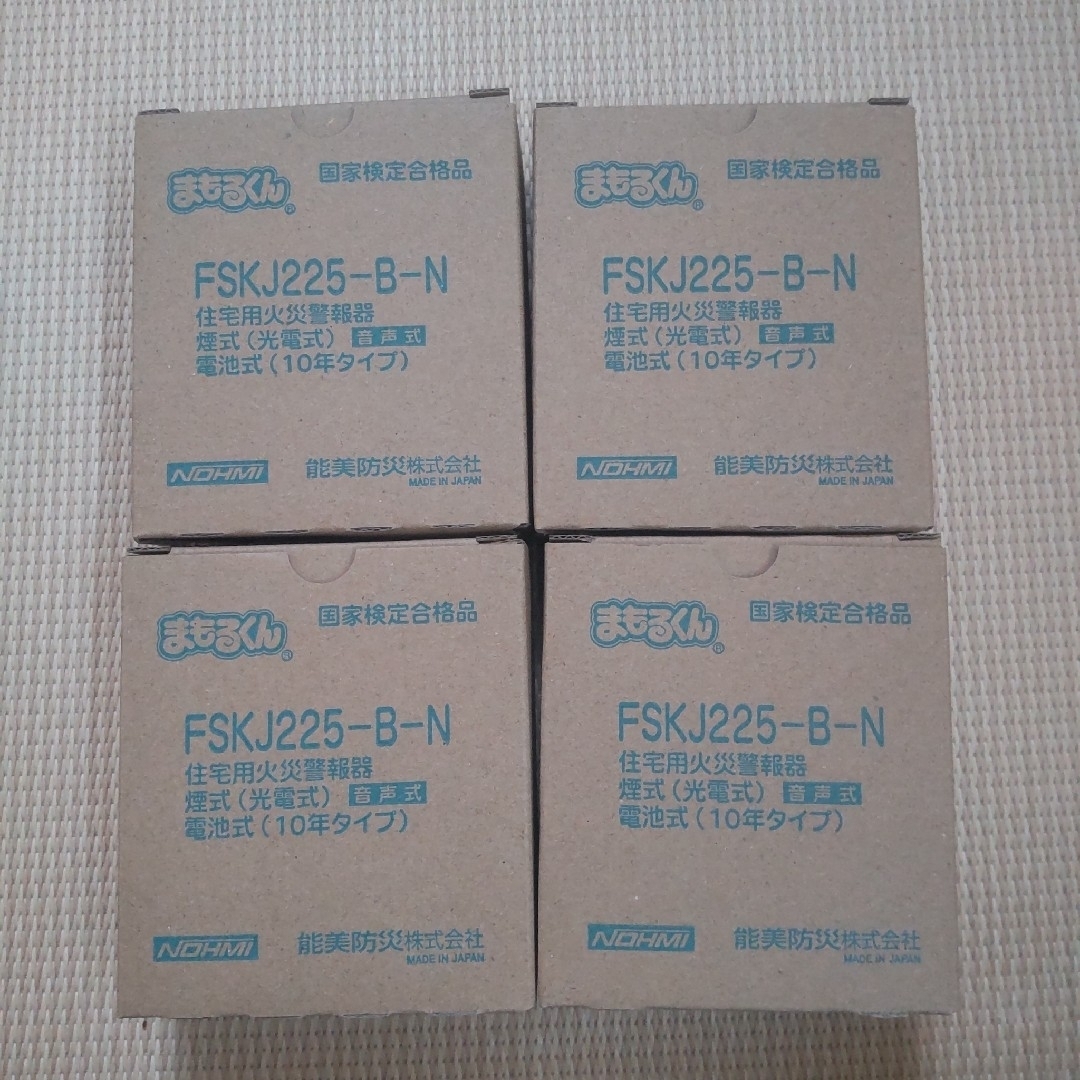 まもるくん® 国家検定合格品
FSKJ225-B-N
住宅用火災警報器
煙式(光電式) 音声式
電池式(10年タイプ)
NOHMI 能美防災株式会社
MADE IN JAPAN
まもるくん® 国家検定合格品
FSKJ225-B-N
住宅用火災警報器
煙式(光電式) 音声式
電池式(10年タイプ)
NOHMI 能美防災株式会社
MADE IN JAPAN
まもるくん® 国家検定合格品
FSKJ225-B-N
住宅用火災警報器
煙式(光電式) 音声式
電池式(10年タイプ)
NOHMI 能美防災株式会社
MADE IN JAPAN
まもるくん® 国家検定合格品
FSKJ225-B-N
住宅用火災警報器
煙式(光電式) 音声式
電池式(10年タイプ)
NOHMI 能美防災株式会社
MADE IN JAPAN